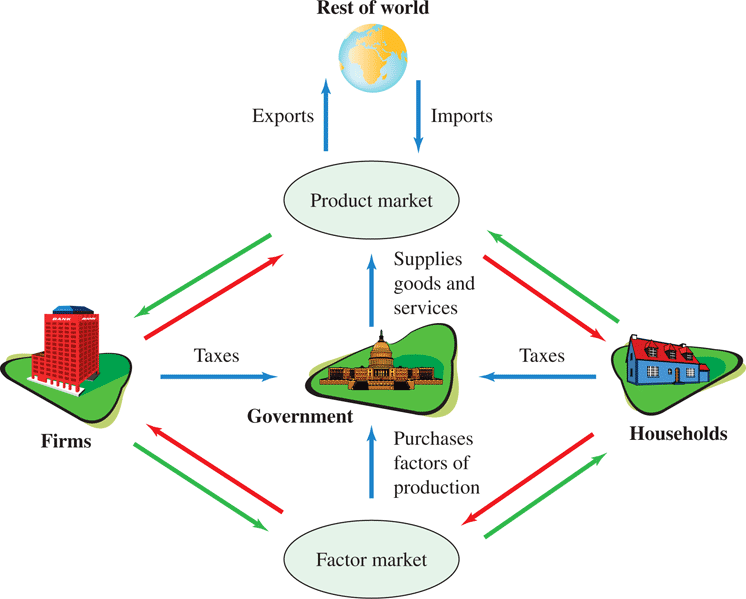 Rest of world
Exports
Imports
Product market
Supplies
goods and
services
BANK
Taxes
Taxes
Government
Firms
Households
Purchases
factors of
production
Factor market